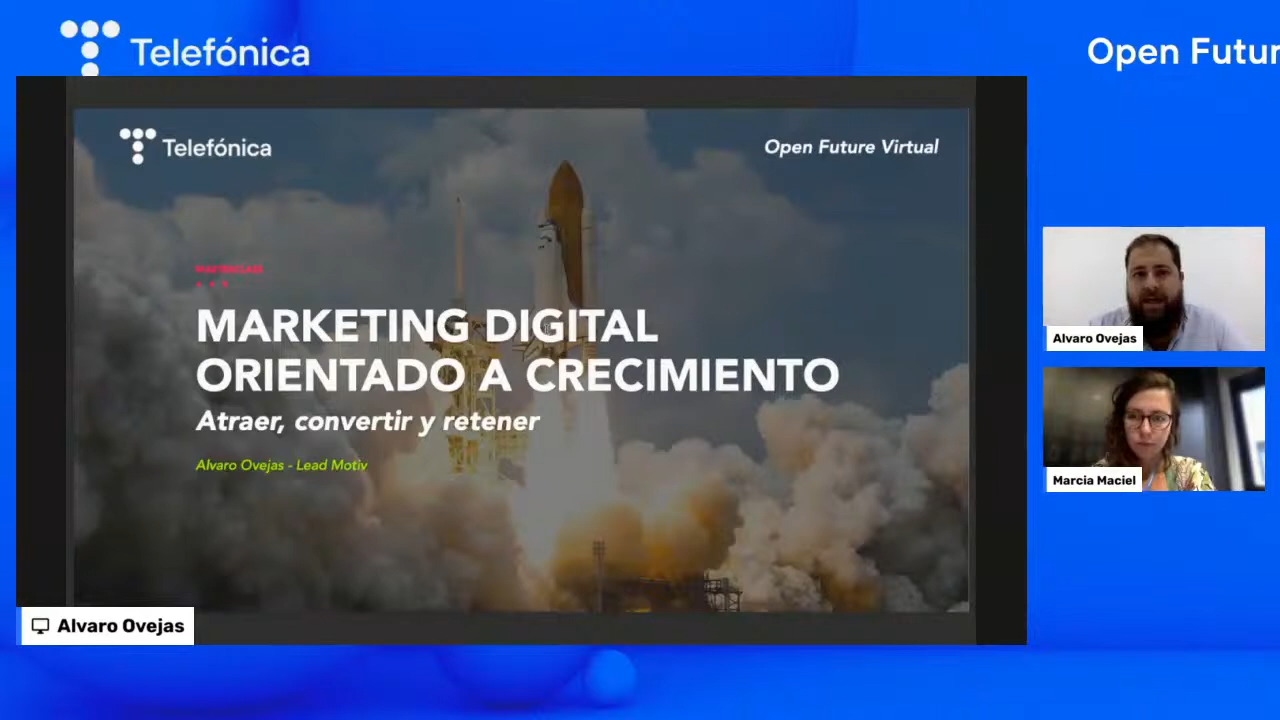 Telefónica
Open Futur
Telefónica
Open Future Virtual
MASTERCLASS
MARKETING DIGITAL
ORIENTADO A CRECIMIENTO
Atraer, convertir y retener
Alvaro Ovejas - Lead Motiv
Alvaro Ovejas
Marcia Maciel
Alvaro Ovejas